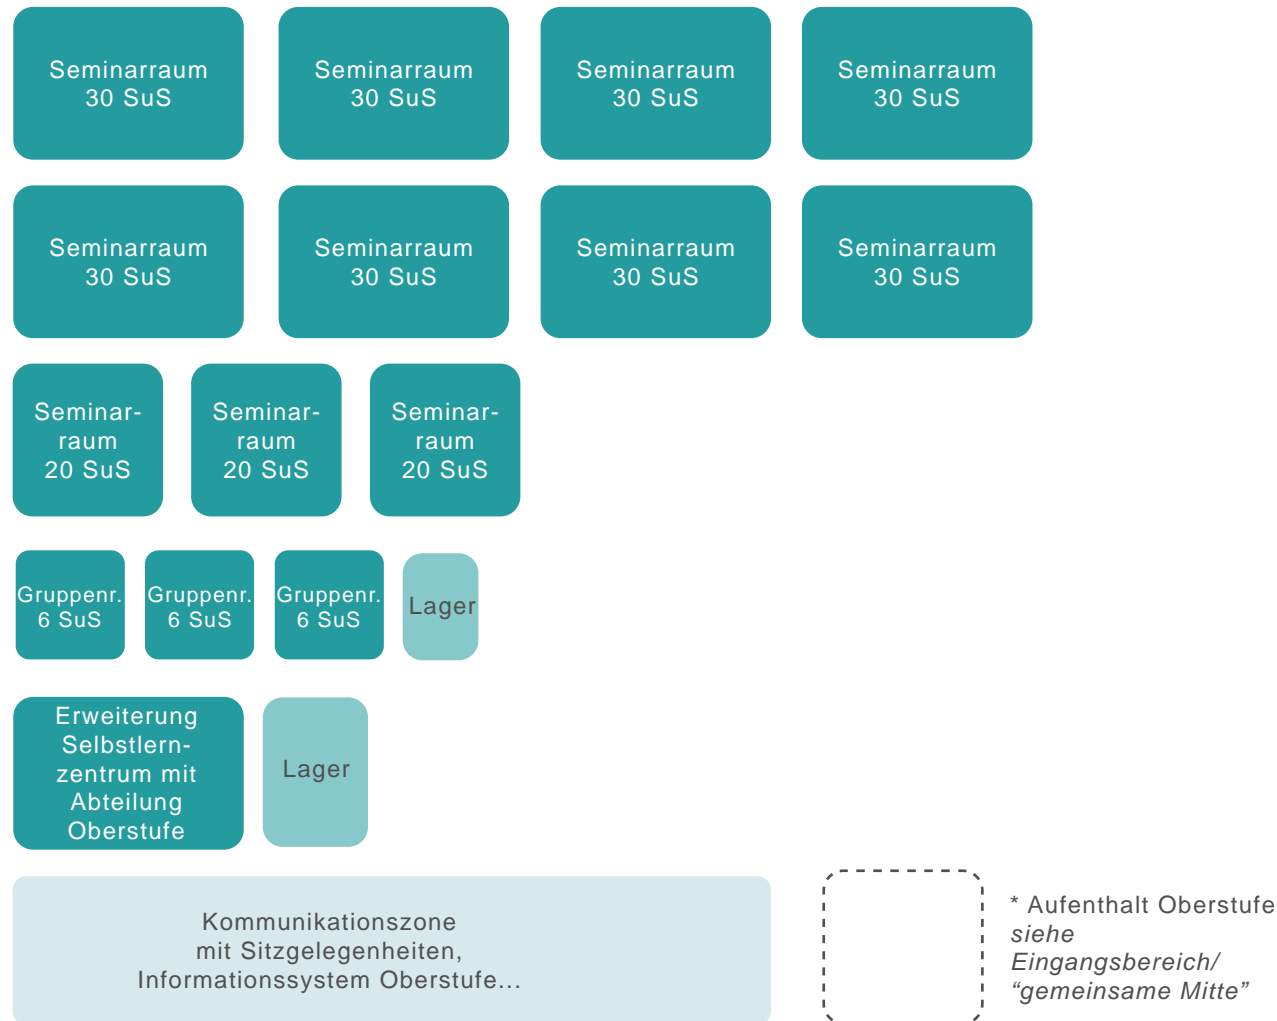 Seminarraum
30 SuS
Seminarraum
30 SuS
Seminarraum
30 SuS
Seminarraum
30 SuS
Seminarraum
30 SuS
Seminarraum
30 SuS
Seminarraum
30 SuS
Seminarraum
30 SuS
Seminar-
raum
20 SuS
Seminar-
raum
20 SuS
Seminar-
raum
20 SuS
Gruppenr.
6 SuS
Gruppenr.
6 SuS
Gruppenr.
6 SuS
Lager
Erweiterung
Selbstlern-
zentrum mit
Abteilung
Oberstufe
Lager
Kommunikationszone
mit Sitzgelegenheiten,
Informationssystem Oberstufe...
* Aufenthalt Oberstufe
siehe
Eingangsbereich/
“gemeinsame Mitte”